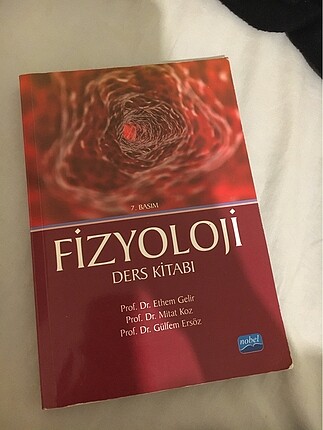 7. BASIM
FİZYOLOJİ
DERS KİTABI
Prof. Dr. Ethem Gelir
Prof. Dr. Mitat Koz
Prof. Dr. Gülfem Ersöz
nobel